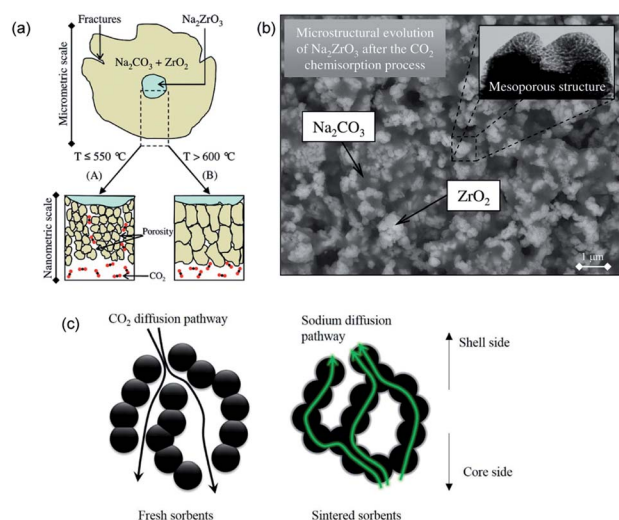 (a)
Fractures
Na₂ZrO₃
Na₂CO₃ + ZrO₂
Micrometric scale
T ≤ 550 °C
(A)
T > 600 °C
(B)
Nanometric scale
Porosity
CO₂
(b)
Microstructural evolution
of Na₂ZrO₃ after the CO₂
chemisorption process
Mesoporous structure
Na₂CO₃
ZrO₂
1 μm
(c)
CO₂ diffusion pathway
Fresh sorbents
Sodium diffusion
pathway
Sintered sorbents
Shell side
Core side